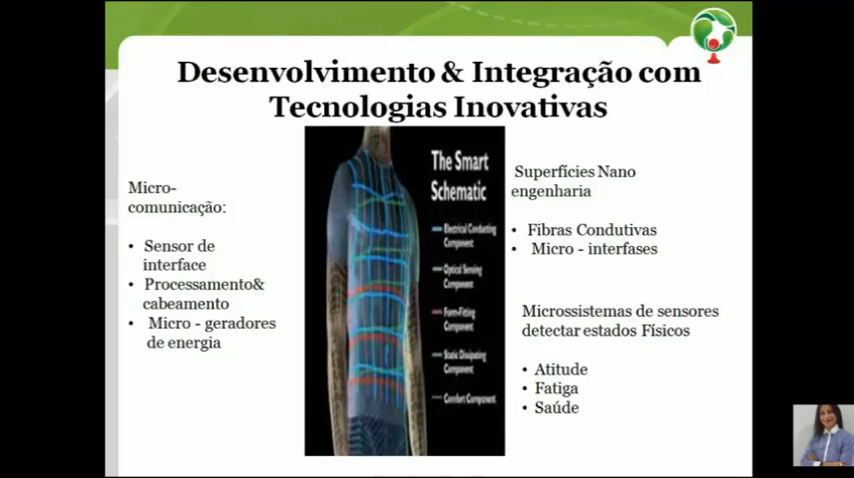 Desenvolvimento & Integração com
Tecnologias Inovativas
Micro-
comunicação:
• Sensor de
interface
• Processamento&
cabeamento
• Micro - geradores
de energia
The Smart
Schematic
Electrical Conducting
Component
Optical Sensing
Component
Form-Fitting
Component
Static Dissipating
Component
Comfort Component
Superfícies Nano
engenharia
• Fibras Condutivas
• Micro - interfases
Microssistemas de sensores
detectar estados Físicos
• Atitude
• Fatiga
• Saúde